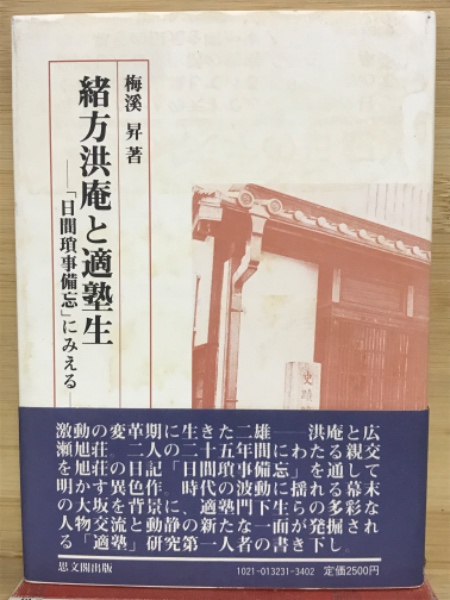 梅溪 昇 著
緒方洪庵と適塾生
―「日間瑣事備忘」にみえる―
史蹟
激動の変革期に生きた二雄――洪庵と広
瀬旭荘。二人の二十五年間にわたる親交
を旭荘の日記「日間瑣事備忘」を通して
明かす異色作。時代の波動に揺れる幕末
の大坂を背景に、適塾門下生らの多彩な
人物交流と動静の新たな一面が発掘され
る「適塾」研究第一人者の書き下し。
思文閣出版
1021-013231-3402 定価2500円